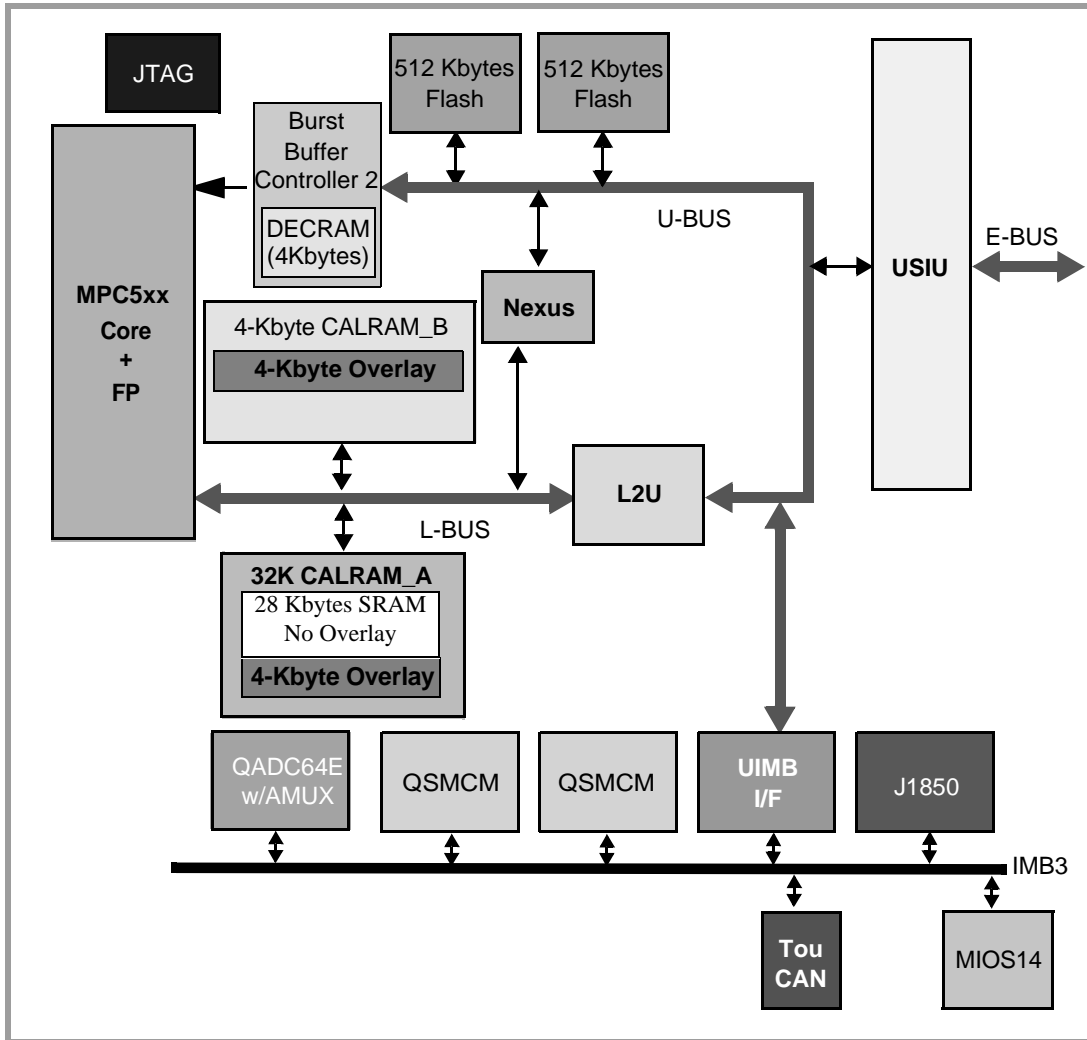 JTAG
512 Kbytes
Flash
512 Kbytes
Flash
Burst
Buffer
Controller 2
DECRAM
(4Kbytes)
U-BUS
E-BUS
USIU
MPC5xx
Core
+
FP
Nexus
4-Kbyte CALRAM_B
4-Kbyte Overlay
L2U
L-BUS
32K CALRAM_A
28 Kbytes SRAM
No Overlay
4-Kbyte Overlay
QADC64E
w/AMUX
QSMCM
QSMCM
UIMB
I/F
J1850
IMB3
Tou
CAN
MIOS14